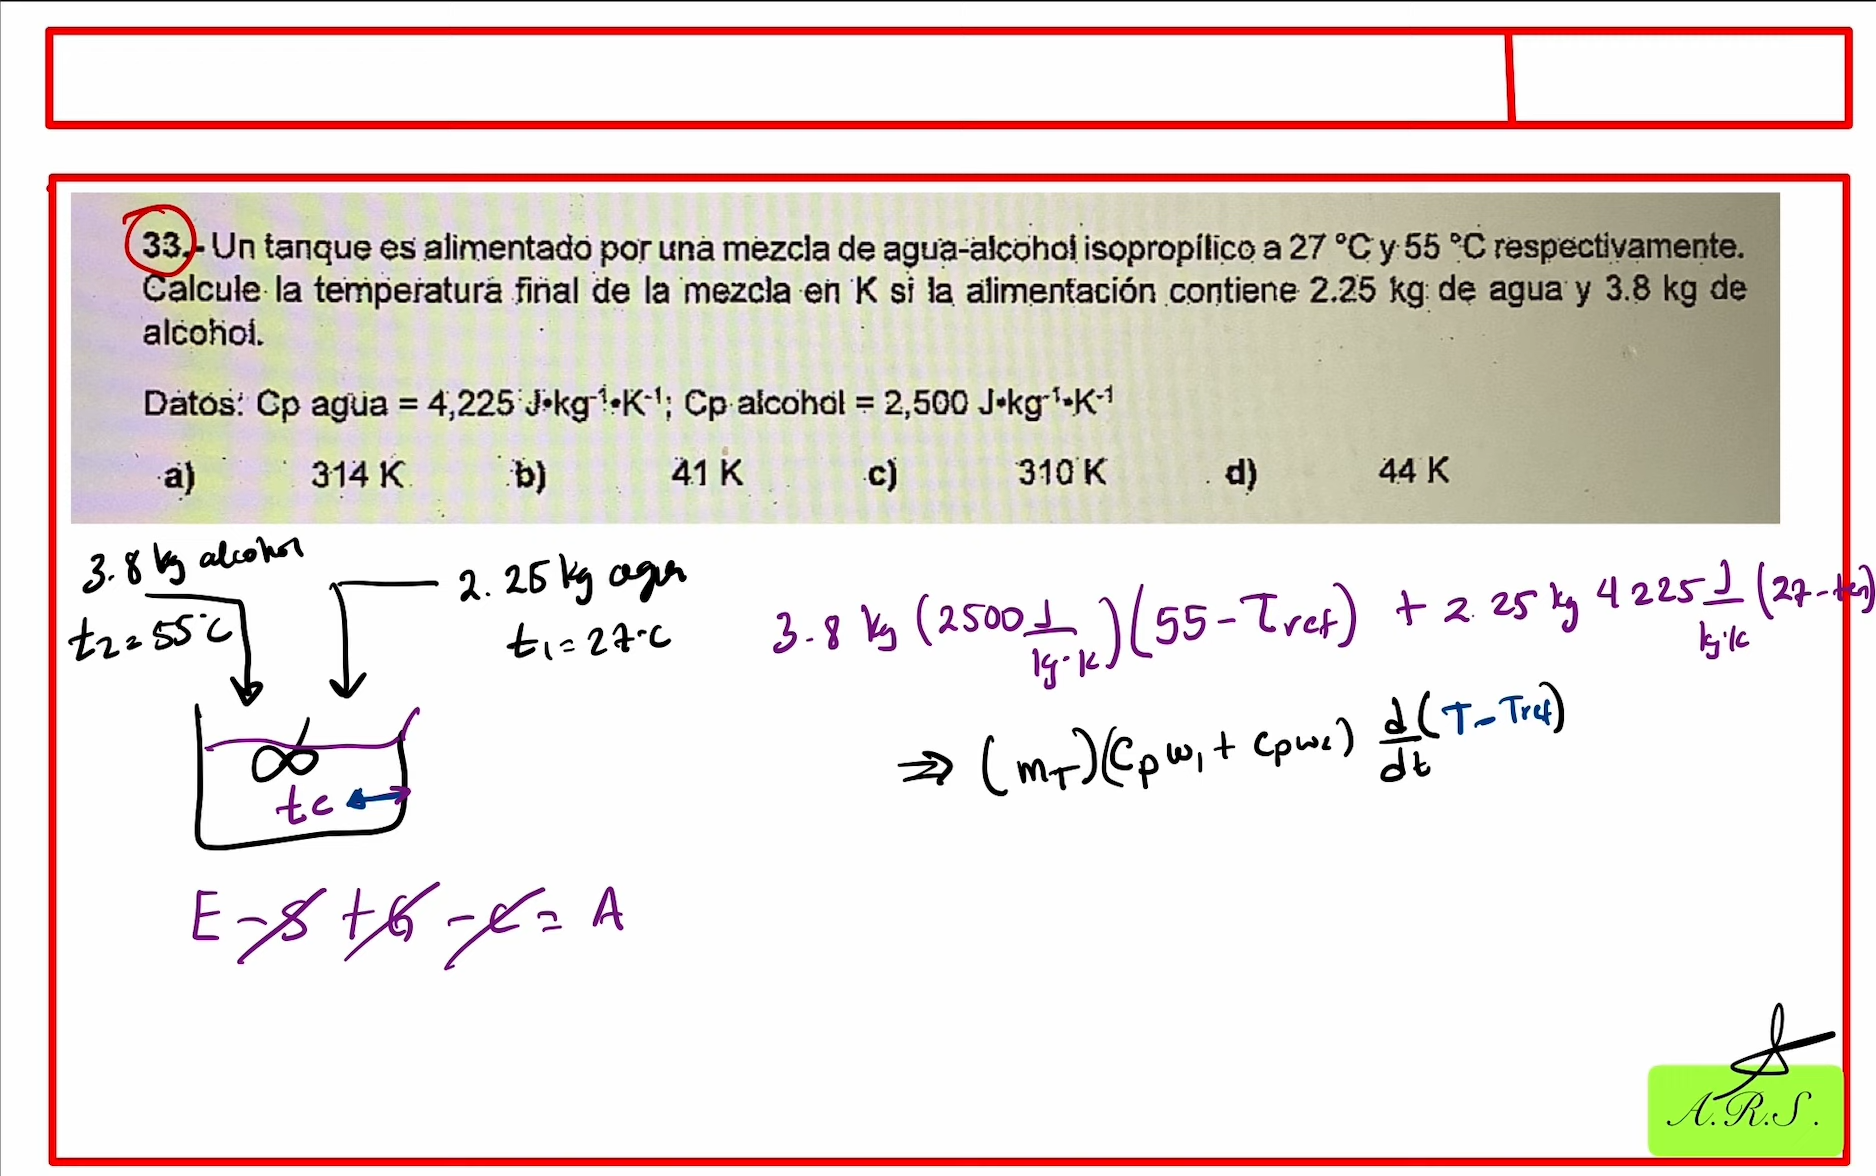 33.- Un tanque es alimentado por una mezcla de agua-alcohol isopropílico a 27 °C y 55 °C respectivamente.
Calcule la temperatura final de la mezcla en K si la alimentación contiene 2.25 kg de agua y 3.8 kg de
alcohol.
Datos: Cp agua = 4,225 J•kg⁻¹•K⁻¹; Cp alcohol = 2,500 J•kg⁻¹•K⁻¹
a) 314 K b) 41 K c) 310 K d) 44 K
3.8 kg alcohol
t2=55°C
2.25 kg agua
t1=27°C
tc
E-S+G-C=A
3.8 kg (2500 J/kg·K)(55-Tref) + 2.25 kg 4225 J/kg·K (27-
⇒ (mT)(Cpw1+Cpw2) d/dt (T-Tref)
A.R.S.